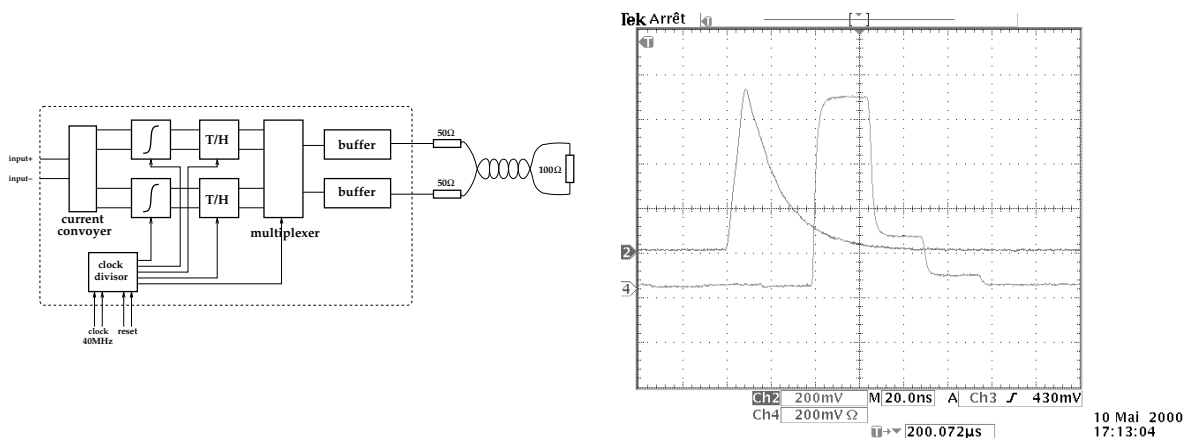 input+
input−
current
convoyer
T/H
T/H
multiplexer
buffer
buffer
50Ω
50Ω
100Ω
clock
divisor
clock
40MHz
reset
Tek Arrêt
T
T
2
4
Ch2 200mV M 20.0ns A Ch3 ∫ 430mV
Ch4 200mV Ω
T→▼ 200.072µs
10 Mai 2000
17:13:04